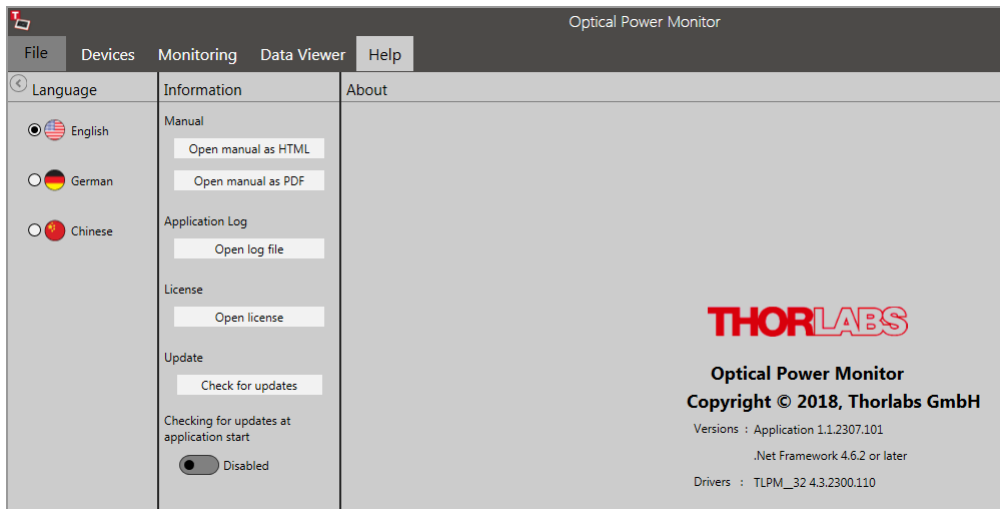 Optical Power Monitor
File Devices Monitoring Data Viewer Help
Language
English
German
Chinese
Information
Manual
Open manual as HTML
Open manual as PDF
Application Log
Open log file
License
Open license
Update
Check for updates
Checking for updates at
application start
Disabled
About
THORLABS
Optical Power Monitor
Copyright © 2018, Thorlabs GmbH
Versions : Application 1.1.2307.101
.Net Framework 4.6.2 or later
Drivers : TLPM__32 4.3.2300.110